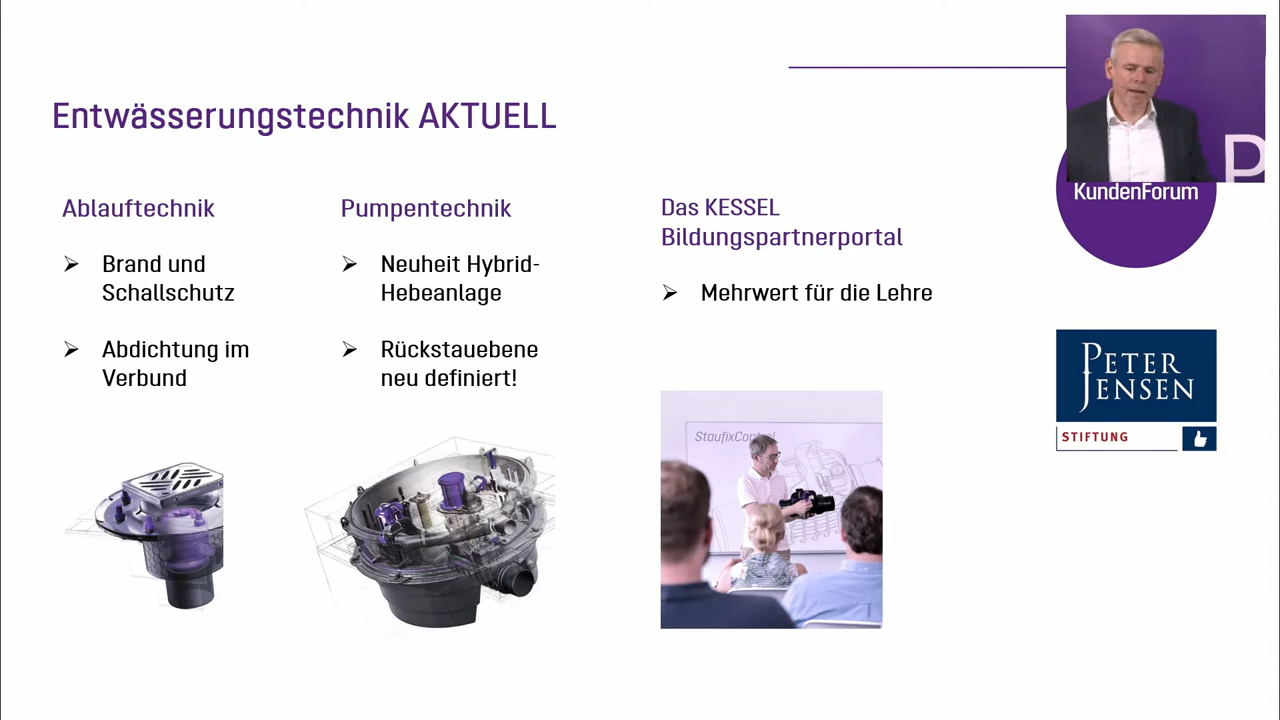 Entwässerungstechnik AKTUELL
Ablauftechnik
Brand und
Schallschutz
Abdichtung im
Verbund
Pumpentechnik
Neuheit Hybrid-
Hebeanlage
Rückstauebene
neu definiert!
Das KESSEL
Bildungspartnerportal
Mehrwert für die Lehre
StaufixControl
P
KundenForum
PETER
JENSEN
STIFTUNG